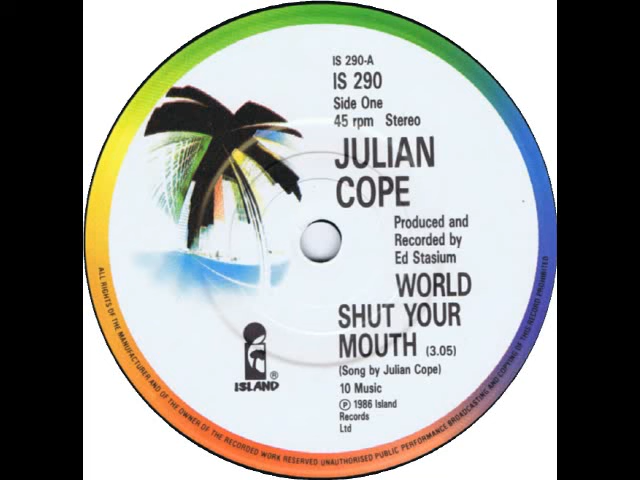 IS 290-A
IS 290
Side One
45 rpm Stereo
JULIAN
COPE
Produced and
Recorded by
Ed Stasium
WORLD
SHUT YOUR
MOUTH (3.05)
(Song by Julian Cope)
10 Music
Ⓟ 1986 Island
Records
Ltd
ISLAND ®
ALL RIGHTS OF THE MANUFACTURER AND OF THE OWNER OF THE RECORDED WORK RESERVED UNAUTHORISED PUBLIC PERFORMANCE BROADCASTING AND COPYING OF THIS RECORD PROHIBITED